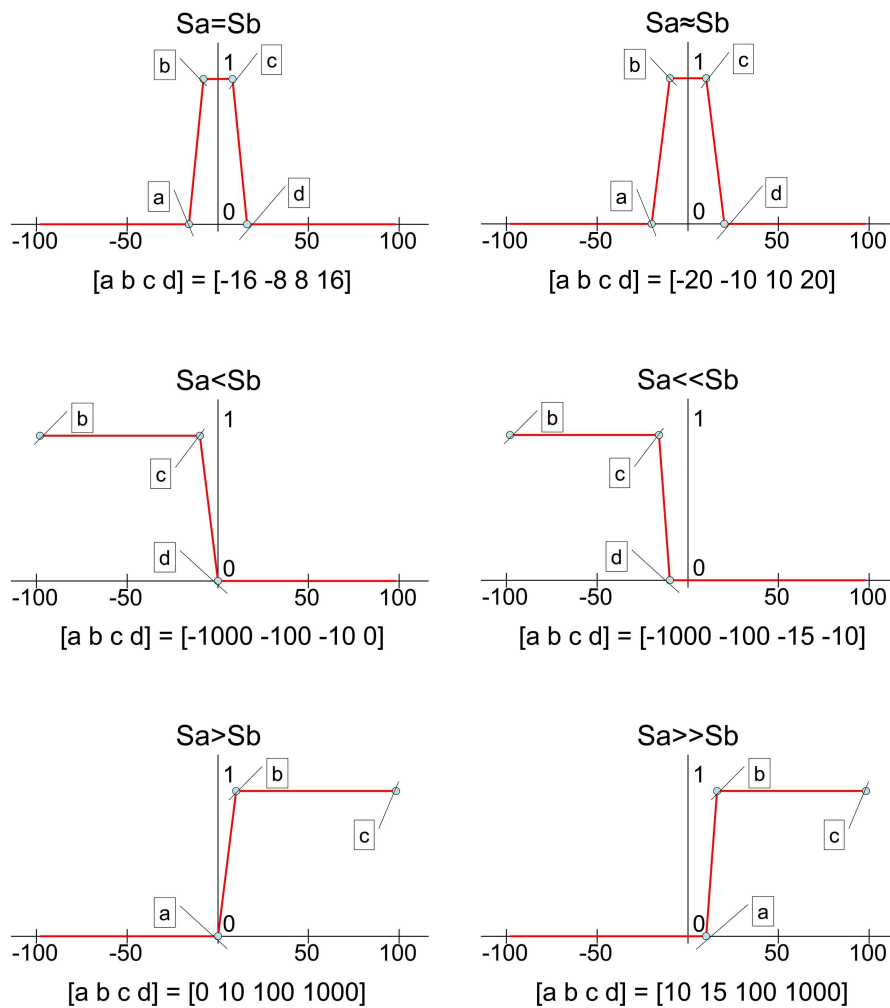 Sa=Sb
b
1
c
a
0
d
-100 -50 50 100
[a b c d] = [-16 -8 8 16]
Sa≈Sb
b
1
c
a
0
d
-100 -50 50 100
[a b c d] = [-20 -10 10 20]
Sa<Sb
b
1
c
d
0
-100 -50 50 100
[a b c d] = [-1000 -100 -10 0]
Sa<<Sb
b
1
c
d
0
-100 -50 50 100
[a b c d] = [-1000 -100 -15 -10]
Sa>Sb
1
b
c
a
0
-100 -50 50 100
[a b c d] = [0 10 100 1000]
Sa>>Sb
1
b
c
a
0
-100 -50 50 100
[a b c d] = [10 15 100 1000]